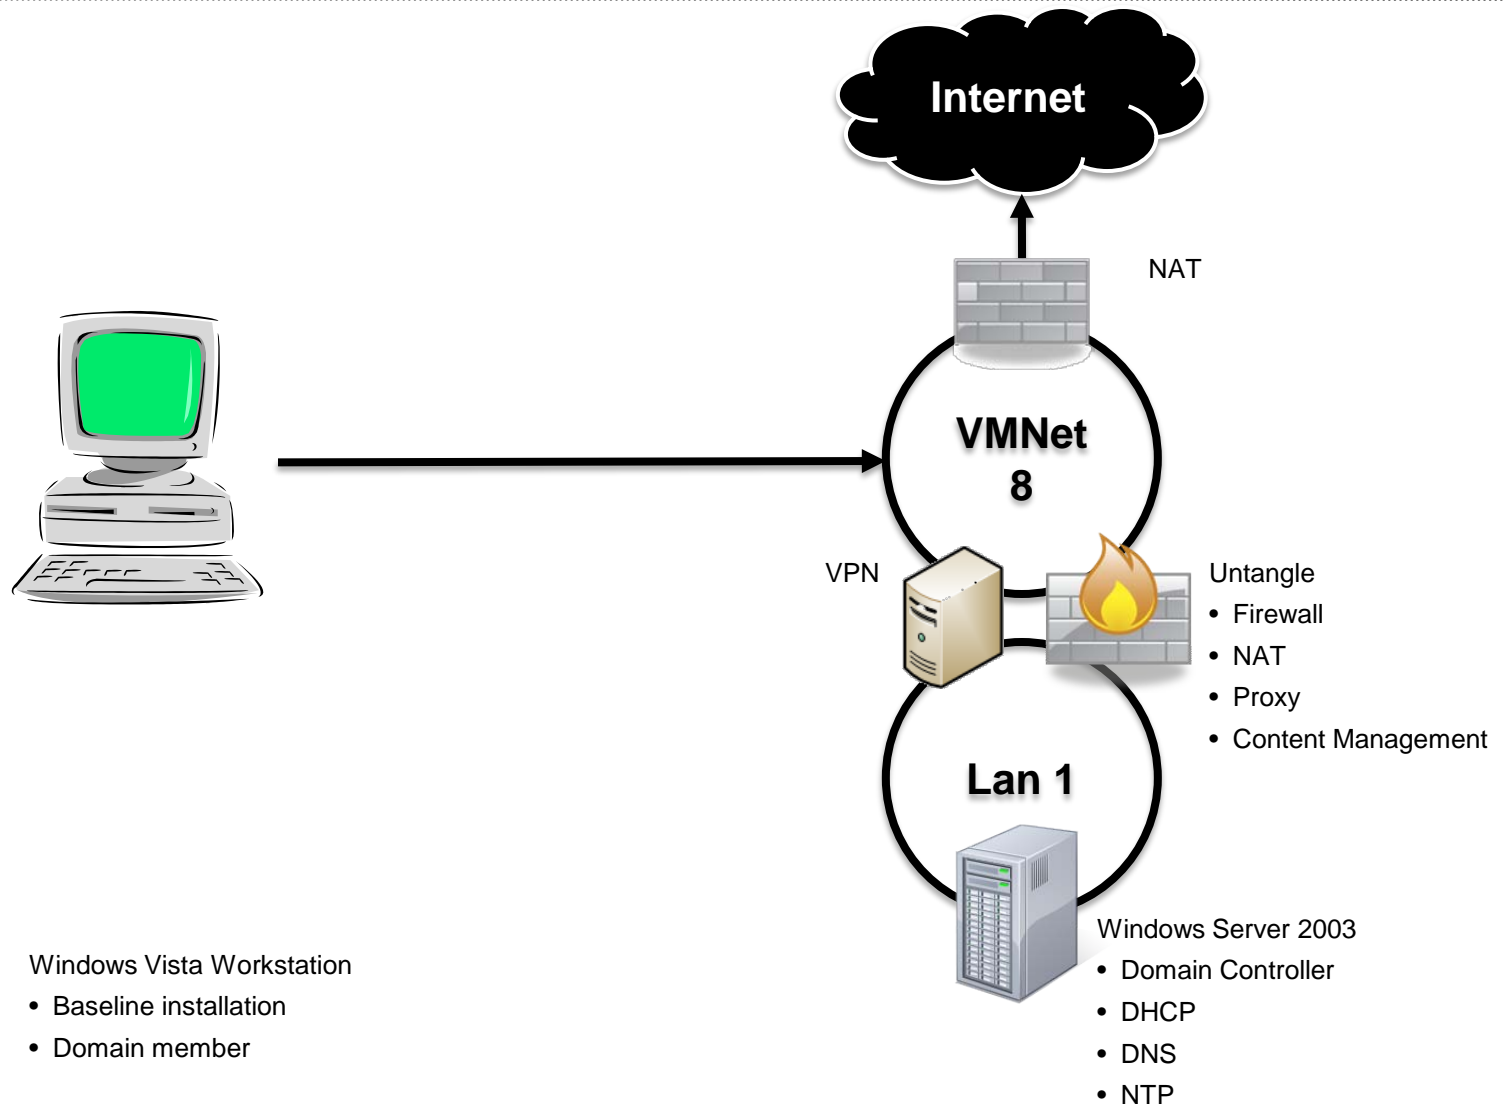 Internet
NAT
VMNet
8
VPN
Untangle
• Firewall
• NAT
• Proxy
• Content Management
Lan 1
Windows Server 2003
• Domain Controller
• DHCP
• DNS
• NTP
Windows Vista Workstation
• Baseline installation
• Domain member